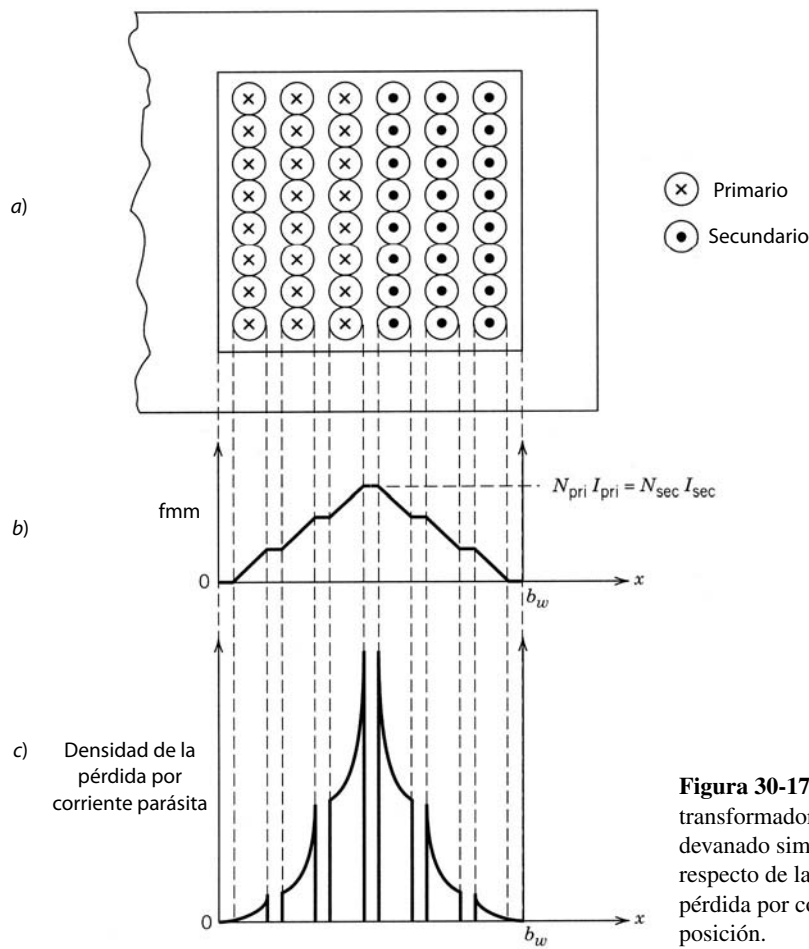 a)
Primario
Secundario
b)
fmm
N_pri I_pri = N_sec I_sec
0
x
b_w
c)
Densidad de la
pérdida por
corriente parásita
0
x
b_w
Figura 30-17
transformador
devanado sim
respecto de la
pérdida por co
posición.